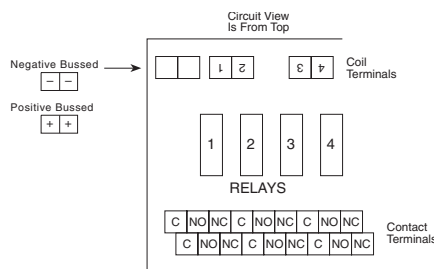 Circuit View
Is From Top
Negative Bussed
– –
Positive Bussed
+ +
1 2 3 4
Coil
Terminals
1 2 3 4
RELAYS
C NO NC C NO NC C NO NC
C NO NC C NO NC C NO NC
Contact
Terminals